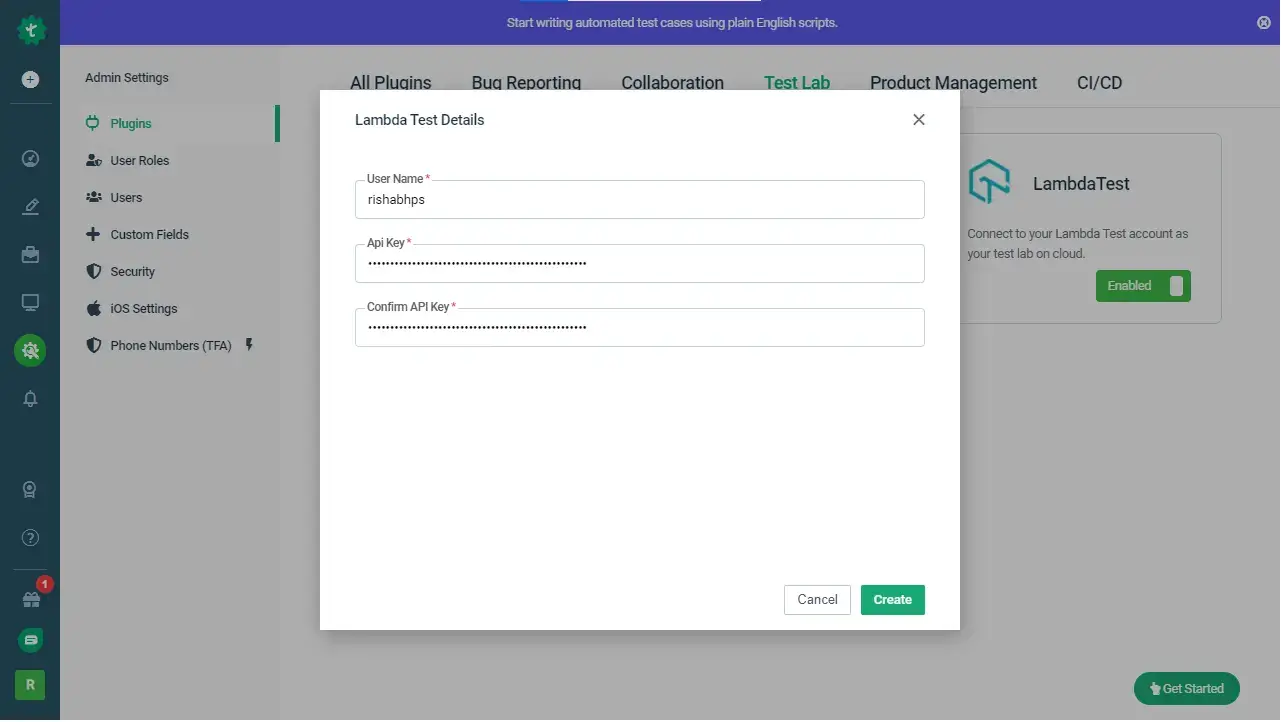 Start writing automated test cases using plain English scripts.
Admin Settings
Plugins
User Roles
Users
Custom Fields
Security
iOS Settings
Phone Numbers (TFA)
1
R
All Plugins Bug Reporting Collaboration Test Lab Product Management CI/CD
Lambda Test Details
User Name *
rishabhps
Api Key *
••••••••••••••••••••••••••••••••••••••••••••••••••
Confirm API Key *
••••••••••••••••••••••••••••••••••••••••••••••••••
Cancel Create
LambdaTest
Connect to your Lambda Test account as
your test lab on cloud.
Enabled
Get Started